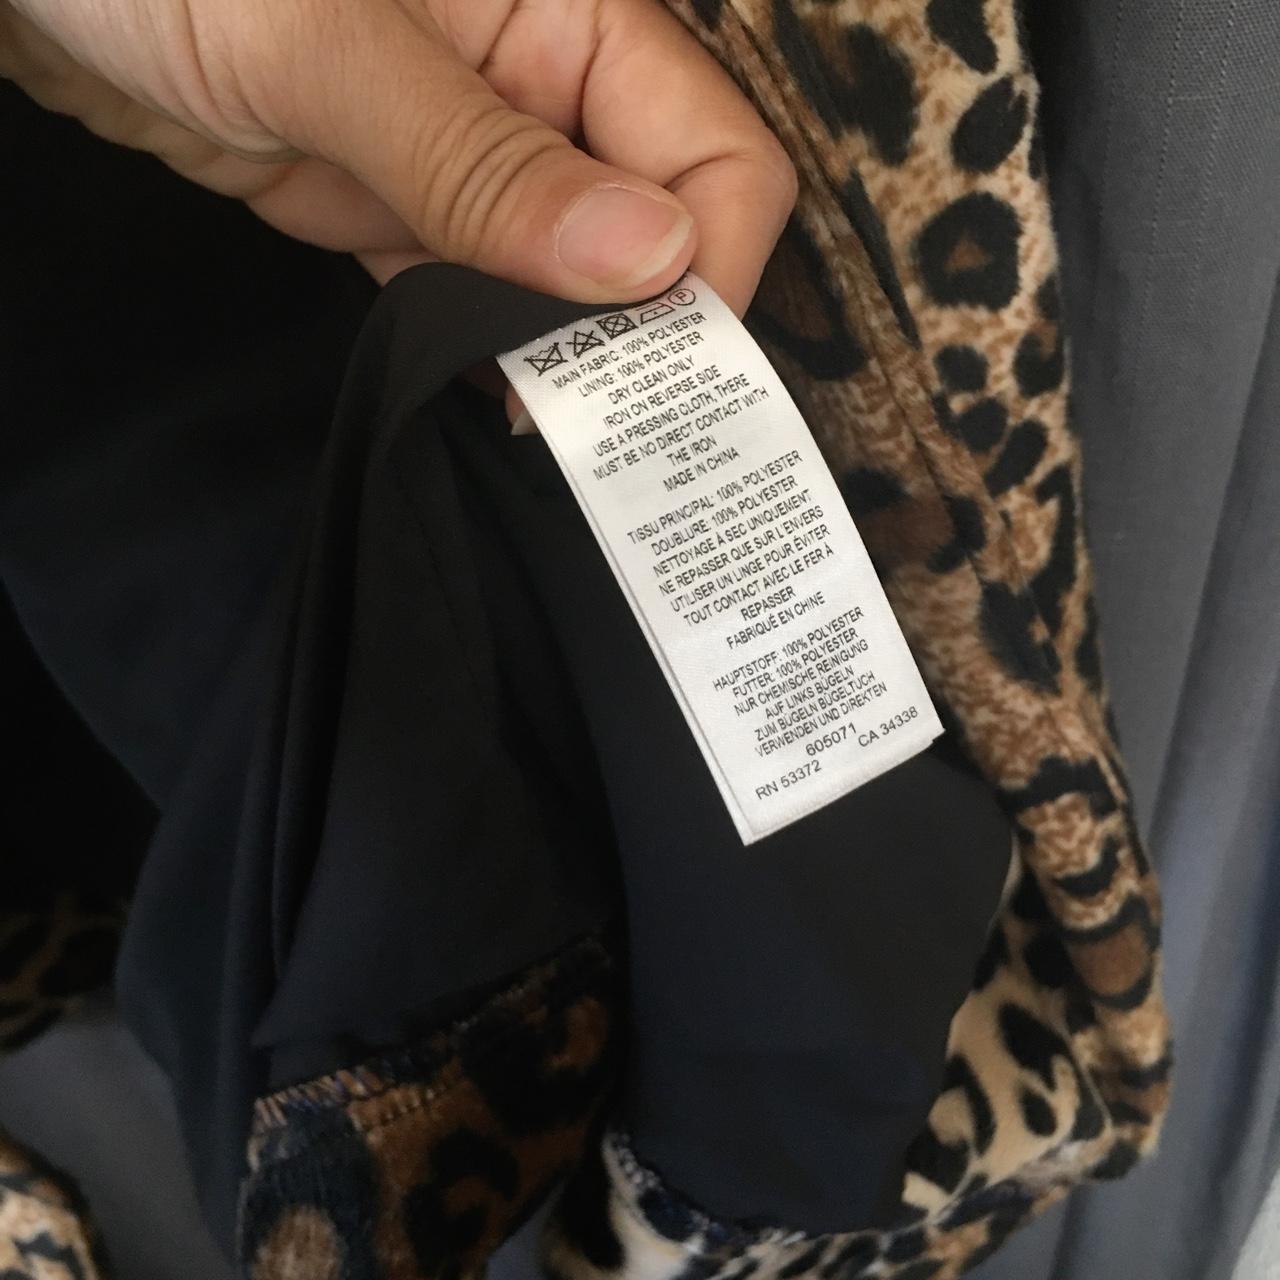 P
MAIN FABRIC: 100% POLYESTER
LINING: 100% POLYESTER
DRY CLEAN ONLY
IRON ON REVERSE SIDE
USE A PRESSING CLOTH, THERE
MUST BE NO DIRECT CONTACT WITH
THE IRON
MADE IN CHINA
TISSU PRINCIPAL: 100% POLYESTER
DOUBLURE: 100% POLYESTER
NETTOYAGE À SEC UNIQUEMENT
NE REPASSER QUE SUR L'ENVERS
UTILISER UN LINGE POUR ÉVITER
TOUT CONTACT AVEC LE FER À
REPASSER
FABRIQUÉ EN CHINE
HAUPTSTOFF: 100% POLYESTER
FUTTER: 100% POLYESTER
NUR CHEMISCHE REINIGUNG
AUF LINKS BÜGELN
ZUM BÜGELN BÜGELTUCH
VERWENDEN UND DIREKTEN
605071
RN 53372 CA 34338